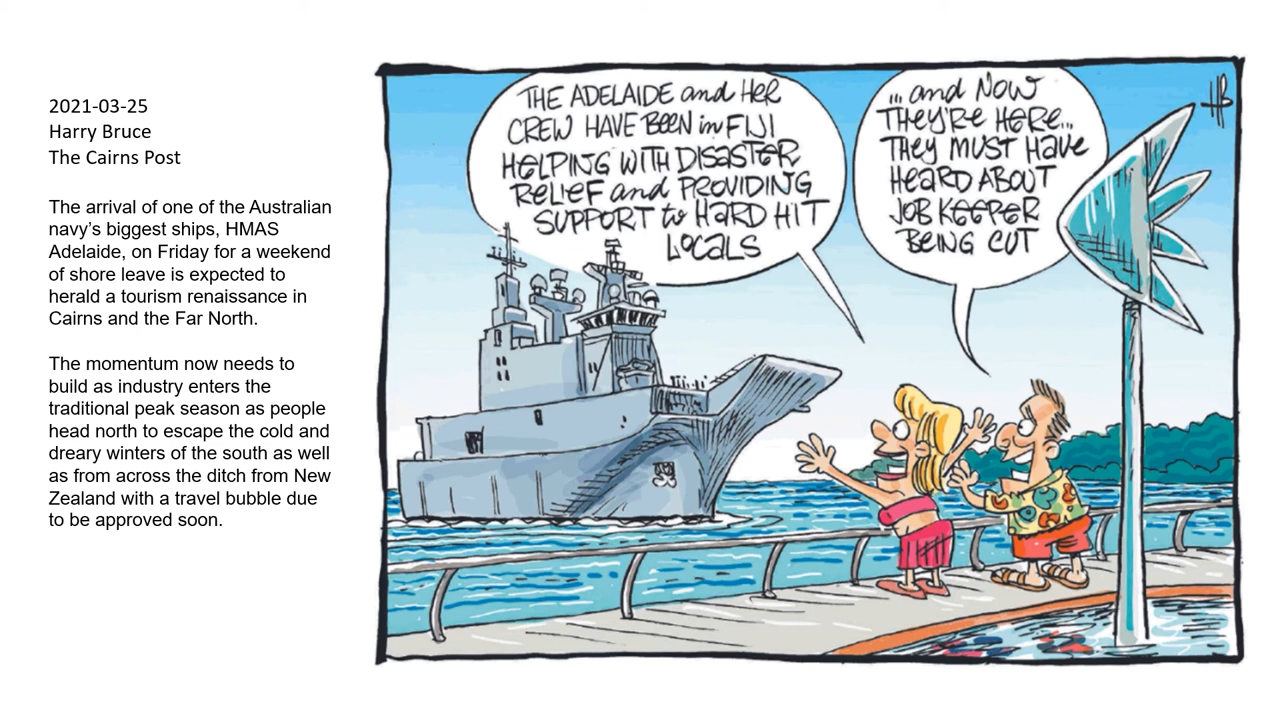 2021-03-25
Harry Bruce
The Cairns Post
The arrival of one of the Australian
navy’s biggest ships, HMAS
Adelaide, on Friday for a weekend
of shore leave is expected to
herald a tourism renaissance in
Cairns and the Far North.
The momentum now needs to
build as industry enters the
traditional peak season as people
head north to escape the cold and
dreary winters of the south as well
as from across the ditch from New
Zealand with a travel bubble due
to be approved soon.
THE ADELAIDE and HER
CREW HAVE BEEN in FIJI
HELPING WITH DISASTER
RELIEF and PROVIDING
SUPPORT to HARD HIT
LOCALS
... and NOW
THEY'RE HERE...
THEY MUST HAVE
HEARD ABOUT
JOB KEEPER
BEING CUT
HB